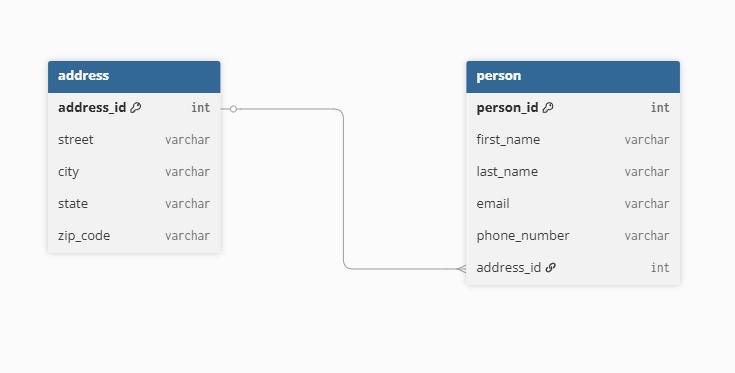 address
address_id int
street varchar
city varchar
state varchar
zip_code varchar
person
person_id int
first_name varchar
last_name varchar
email varchar
phone_number varchar
address_id int